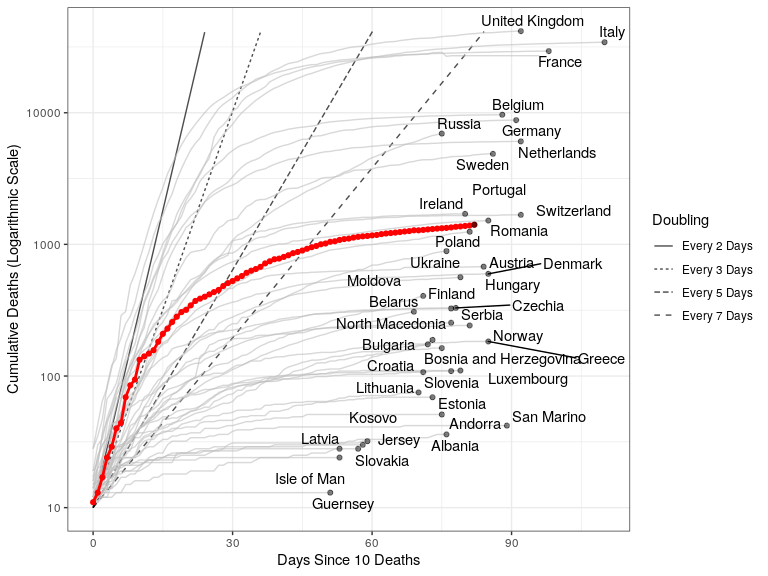 United Kingdom
Italy
France
Belgium
Russia
Germany
Netherlands
Sweden
Portugal
Ireland
Switzerland
Romania
Poland
Ukraine
Austria
Denmark
Moldova
Hungary
Finland
Belarus
Czechia
Serbia
North Macedonia
Norway
Bulgaria
Bosnia and Herzegovina
Greece
Croatia
Luxembourg
Slovenia
Lithuania
Estonia
Kosovo
San Marino
Andorra
Latvia
Jersey
Albania
Slovakia
Isle of Man
Guernsey
10000
1000
100
10
0
30
60
90
Days Since 10 Deaths
Cumulative Deaths (Logarithmic Scale)
Doubling
Every 2 Days
Every 3 Days
Every 5 Days
Every 7 Days